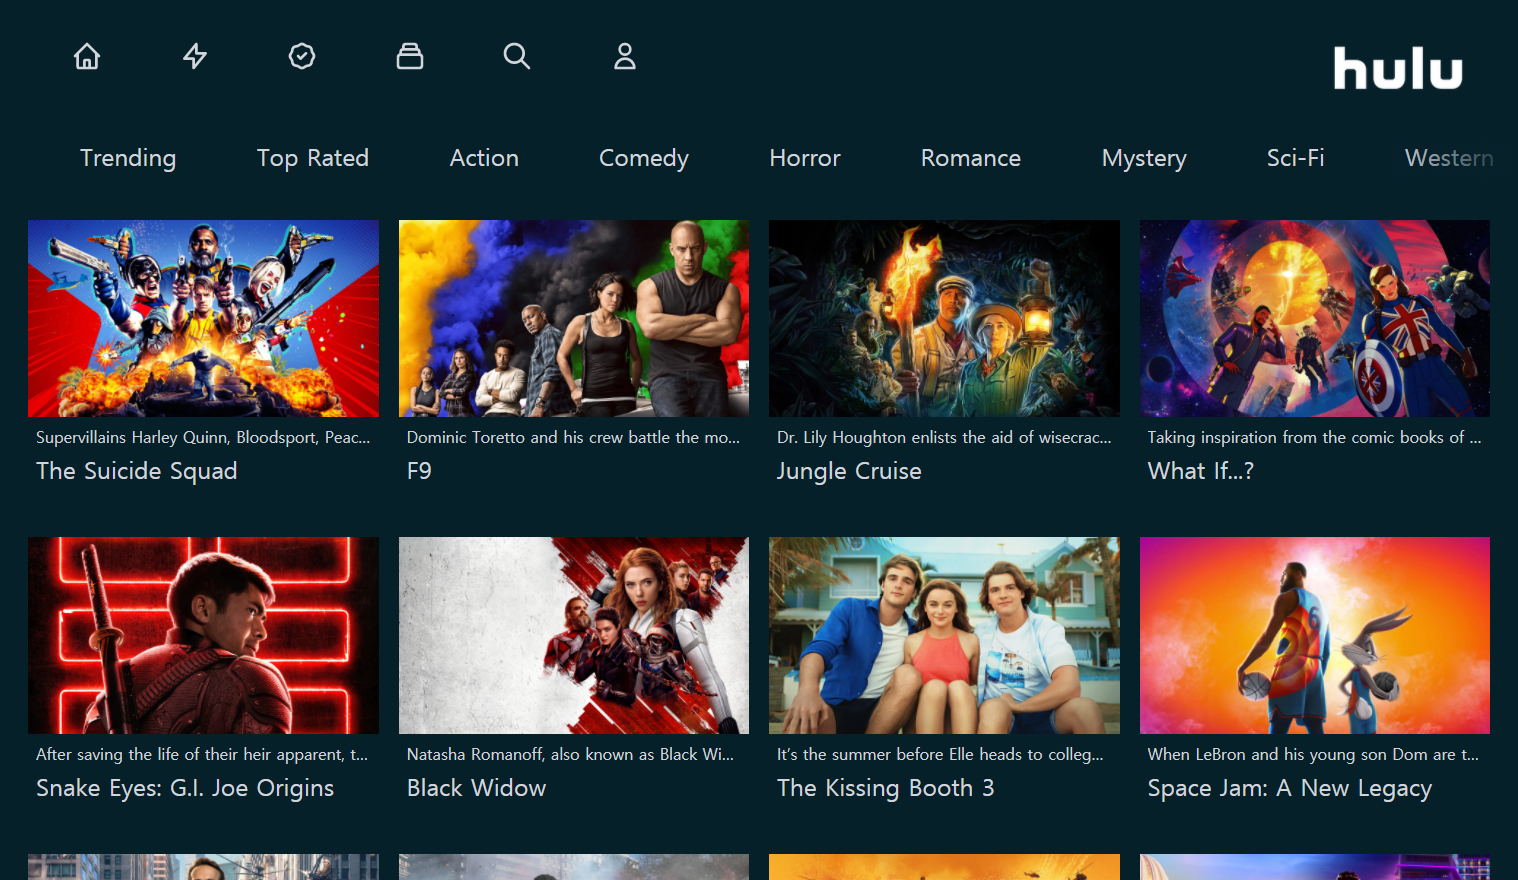 hulu
Trending Top Rated Action Comedy Horror Romance Mystery Sci-Fi Western
Supervillains Harley Quinn, Bloodsport, Peac...
The Suicide Squad
Dominic Toretto and his crew battle the mo...
F9
Dr. Lily Houghton enlists the aid of wisecrac...
Jungle Cruise
Taking inspiration from the comic books of ...
What If...?
After saving the life of their heir apparent, t...
Snake Eyes: G.I. Joe Origins
Natasha Romanoff, also known as Black Wi...
Black Widow
It’s the summer before Elle heads to colleg...
The Kissing Booth 3
When LeBron and his young son Dom are t...
Space Jam: A New Legacy
6